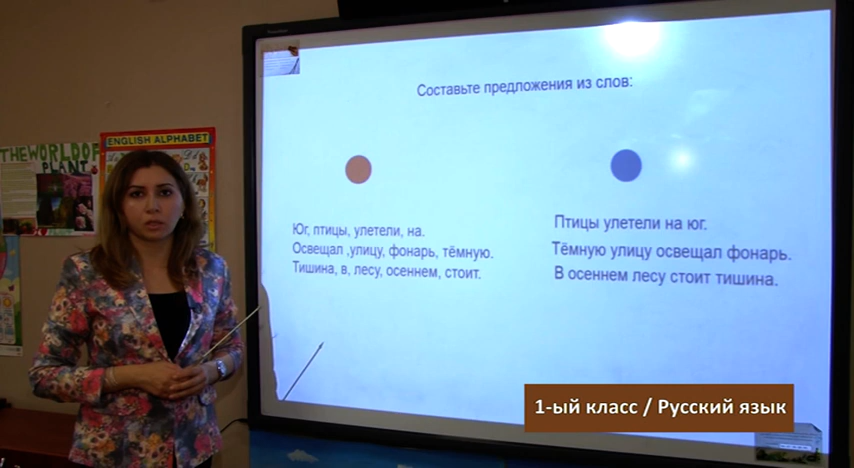 Составьте предложения из слов:
Юг, птицы, улетели, на.
Освещал ,улицу, фонарь, тёмную.
Тишина, в, лесу, осеннем, стоит.
Птицы улетели на юг.
Тёмную улицу освещал фонарь.
В осеннем лесу стоит тишина.
THE WORLD OF
PLANT
ENGLISH ALPHABET
1-ый класс / Русский язык